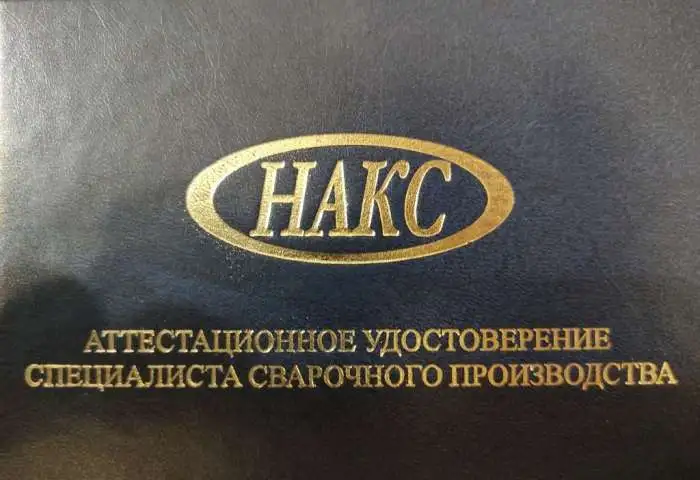 НАКС
АТТЕСТАЦИОННОЕ УДОСТОВЕРЕНИЕ
СПЕЦИАЛИСТА СВАРОЧНОГО ПРОИЗВОДСТВА